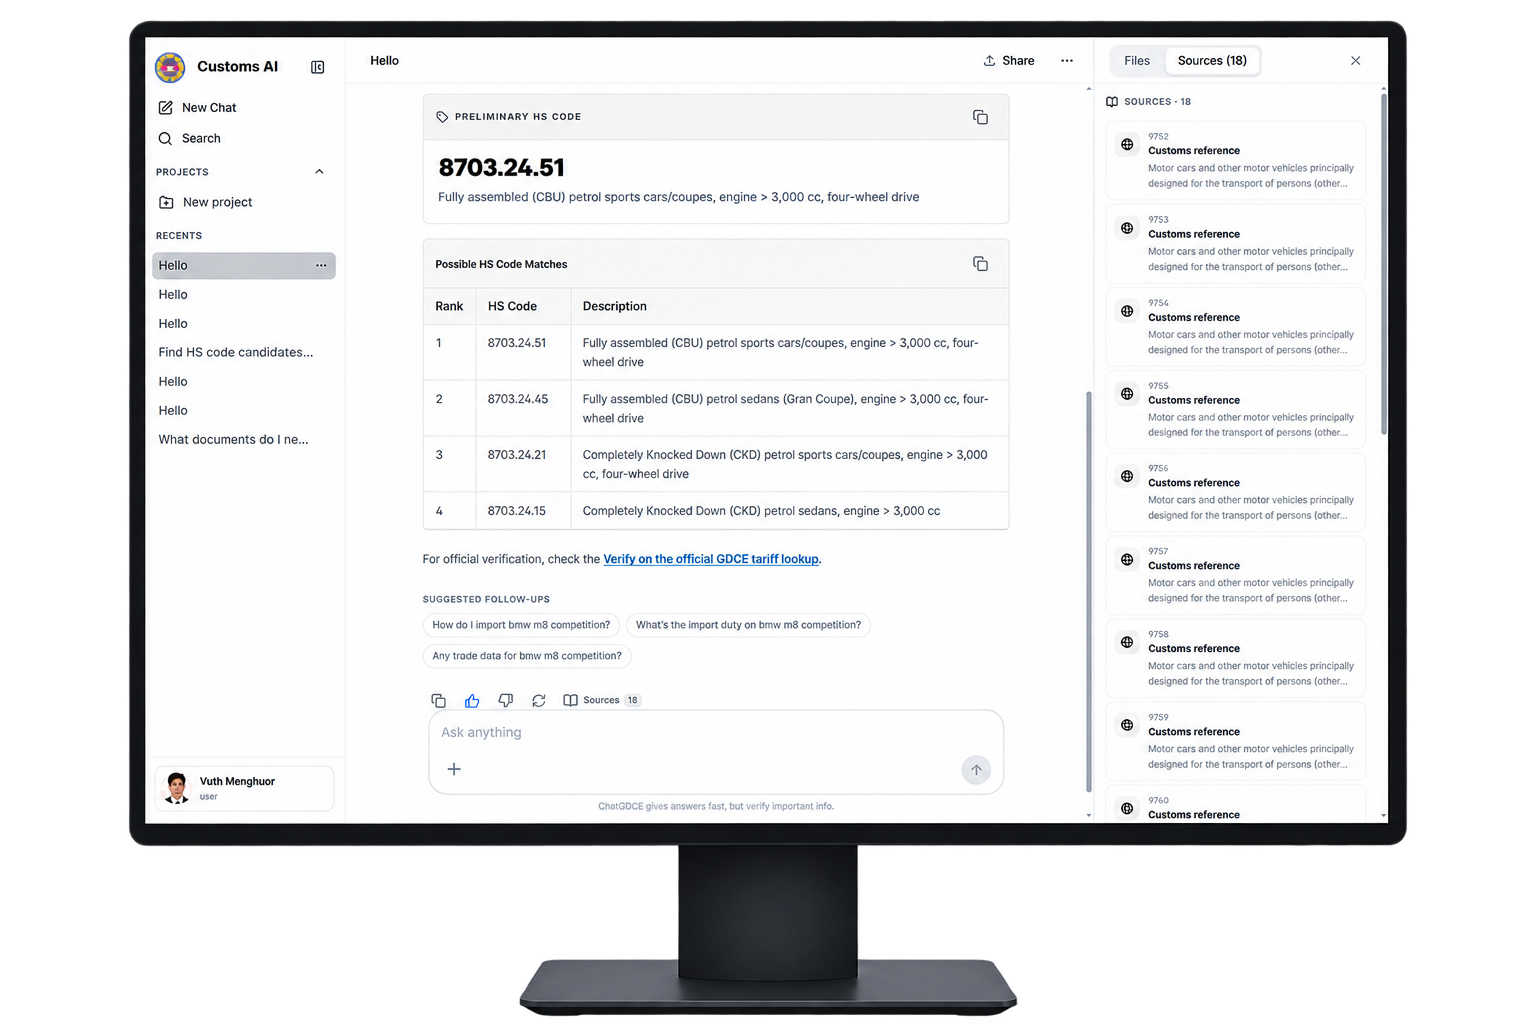 Customs AI
New Chat
Search
PROJECTS
New project
RECENTS
Hello
Hello
Hello
Find HS code candidates...
Hello
Hello
What documents do I ne...
Vuth Menghuor
user
Hello
Share
PRELIMINARY HS CODE
8703.24.51
Fully assembled (CBU) petrol sports cars/coupes, engine > 3,000 cc, four-wheel drive
Possible HS Code Matches
Rank HS Code Description
1 8703.24.51 Fully assembled (CBU) petrol sports cars/coupes, engine > 3,000 cc, four-
wheel drive
2 8703.24.45 Fully assembled (CBU) petrol sedans (Gran Coupe), engine > 3,000 cc, four-
wheel drive
3 8703.24.21 Completely Knocked Down (CKD) petrol sports cars/coupes, engine > 3,000
cc, four-wheel drive
4 8703.24.15 Completely Knocked Down (CKD) petrol sedans, engine > 3,000 cc
For official verification, check the Verify on the official GDCE tariff lookup.
SUGGESTED FOLLOW-UPS
How do I import bmw m8 competition? What's the import duty on bmw m8 competition?
Any trade data for bmw m8 competition?
Sources 18
Ask anything
ChatGDCE gives answers fast, but verify important info.
Files Sources (18)
SOURCES · 18
9752
Customs reference
Motor cars and other motor vehicles principally
designed for the transport of persons (other...
9753
Customs reference
Motor cars and other motor vehicles principally
designed for the transport of persons (other...
9754
Customs reference
Motor cars and other motor vehicles principally
designed for the transport of persons (other...
9755
Customs reference
Motor cars and other motor vehicles principally
designed for the transport of persons (other...
9756
Customs reference
Motor cars and other motor vehicles principally
designed for the transport of persons (other...
9757
Customs reference
Motor cars and other motor vehicles principally
designed for the transport of persons (other...
9758
Customs reference
Motor cars and other motor vehicles principally
designed for the transport of persons (other...
9759
Customs reference
Motor cars and other motor vehicles principally
designed for the transport of persons (other...
9760
Customs reference